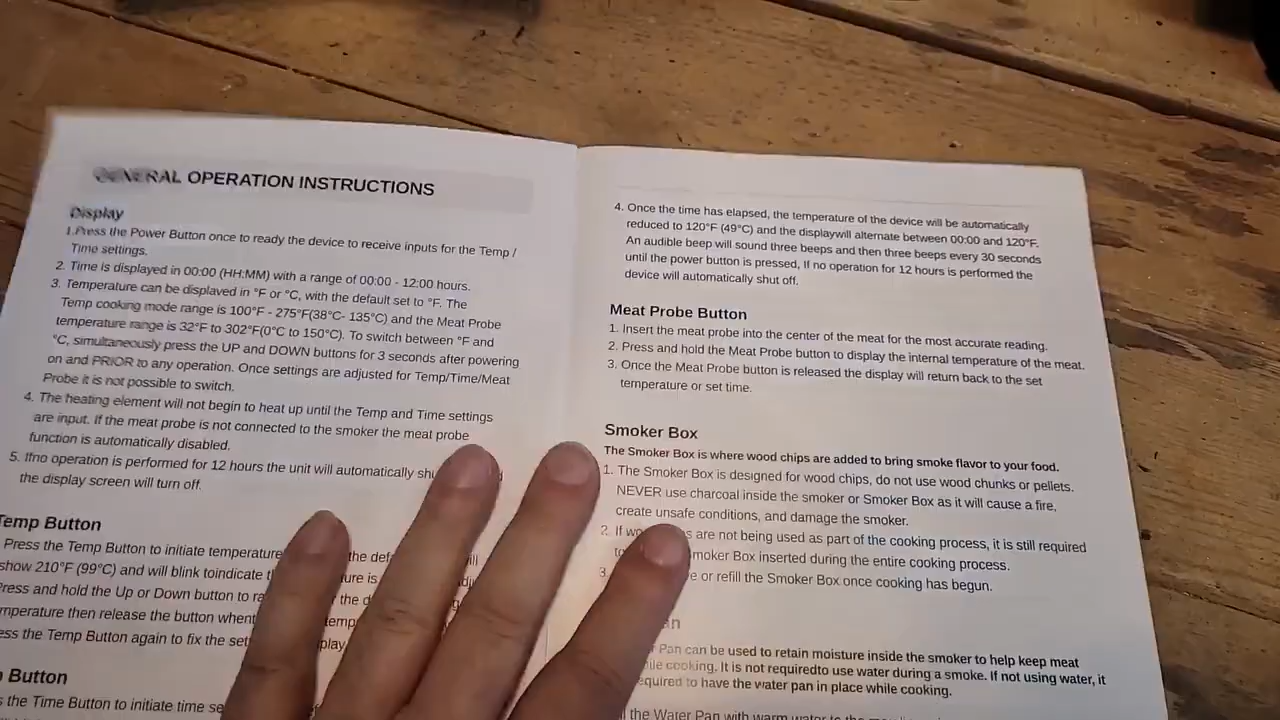 GENERAL OPERATION INSTRUCTIONS
Display
1.Press the Power Button once to ready the device to receive inputs for the Temp /
Time settings.
2. Time is displayed in 00:00 (HH:MM) with a range of 00:00 - 12:00 hours.
3. Temperature can be displayed in °F or °C, with the default set to °F. The
Temp cooking mode range is 100°F - 275°F(38°C- 135°C) and the Meat Probe
temperature range is 32°F to 302°F(0°C to 150°C). To switch between °F and
°C, simultaneously press the UP and DOWN buttons for 3 seconds after powering
on and PRIOR to any operation. Once settings are adjusted for Temp/Time/Meat
Probe it is not possible to switch.
4. The heating element will not begin to heat up until the Temp and Time settings
are input. If the meat probe is not connected to the smoker the meat probe
function is automatically disabled.
5. Ifno operation is performed for 12 hours the unit will automatically
the display screen will turn off.
Temp Button
Press the Temp Button to initiate temperature the
show 210°F (99°C) and will blink toindicate is
Press and hold the Up or Down button to the
temperature then release the button when
Press the Temp Button again to fix the
Button
the Time Button to initiate time
4. Once the time has elapsed, the temperature of the device will be automatically
reduced to 120°F (49°C) and the displaywill alternate between 00:00 and 120°F.
An audible beep will sound three beeps and then three beeps every 30 seconds
until the power button is pressed, If no operation for 12 hours is performed the
device will automatically shut off.
Meat Probe Button
1. Insert the meat probe into the center of the meat for the most accurate reading.
2. Press and hold the Meat Probe button to display the internal temperature of the meat.
3. Once the Meat Probe button is released the display will return back to the set
temperature or set time.
Smoker Box
The Smoker Box is where wood chips are added to bring smoke flavor to your food.
1. The Smoker Box is designed for wood chips, do not use wood chunks or pellets.
NEVER use charcoal inside the smoker or Smoker Box as it will cause a fire,
create unsafe conditions, and damage the smoker.
2. If are not being used as part of the cooking process, it is still required
Smoker Box inserted during the entire cooking process.
3. or refill the Smoker Box once cooking has begun.
Pan can be used to retain moisture inside the smoker to help keep meat
while cooking. It is not requiredto use water during a smoke. If not using water, it
required to have the water pan in place while cooking.
the Water Pan with warm water to the